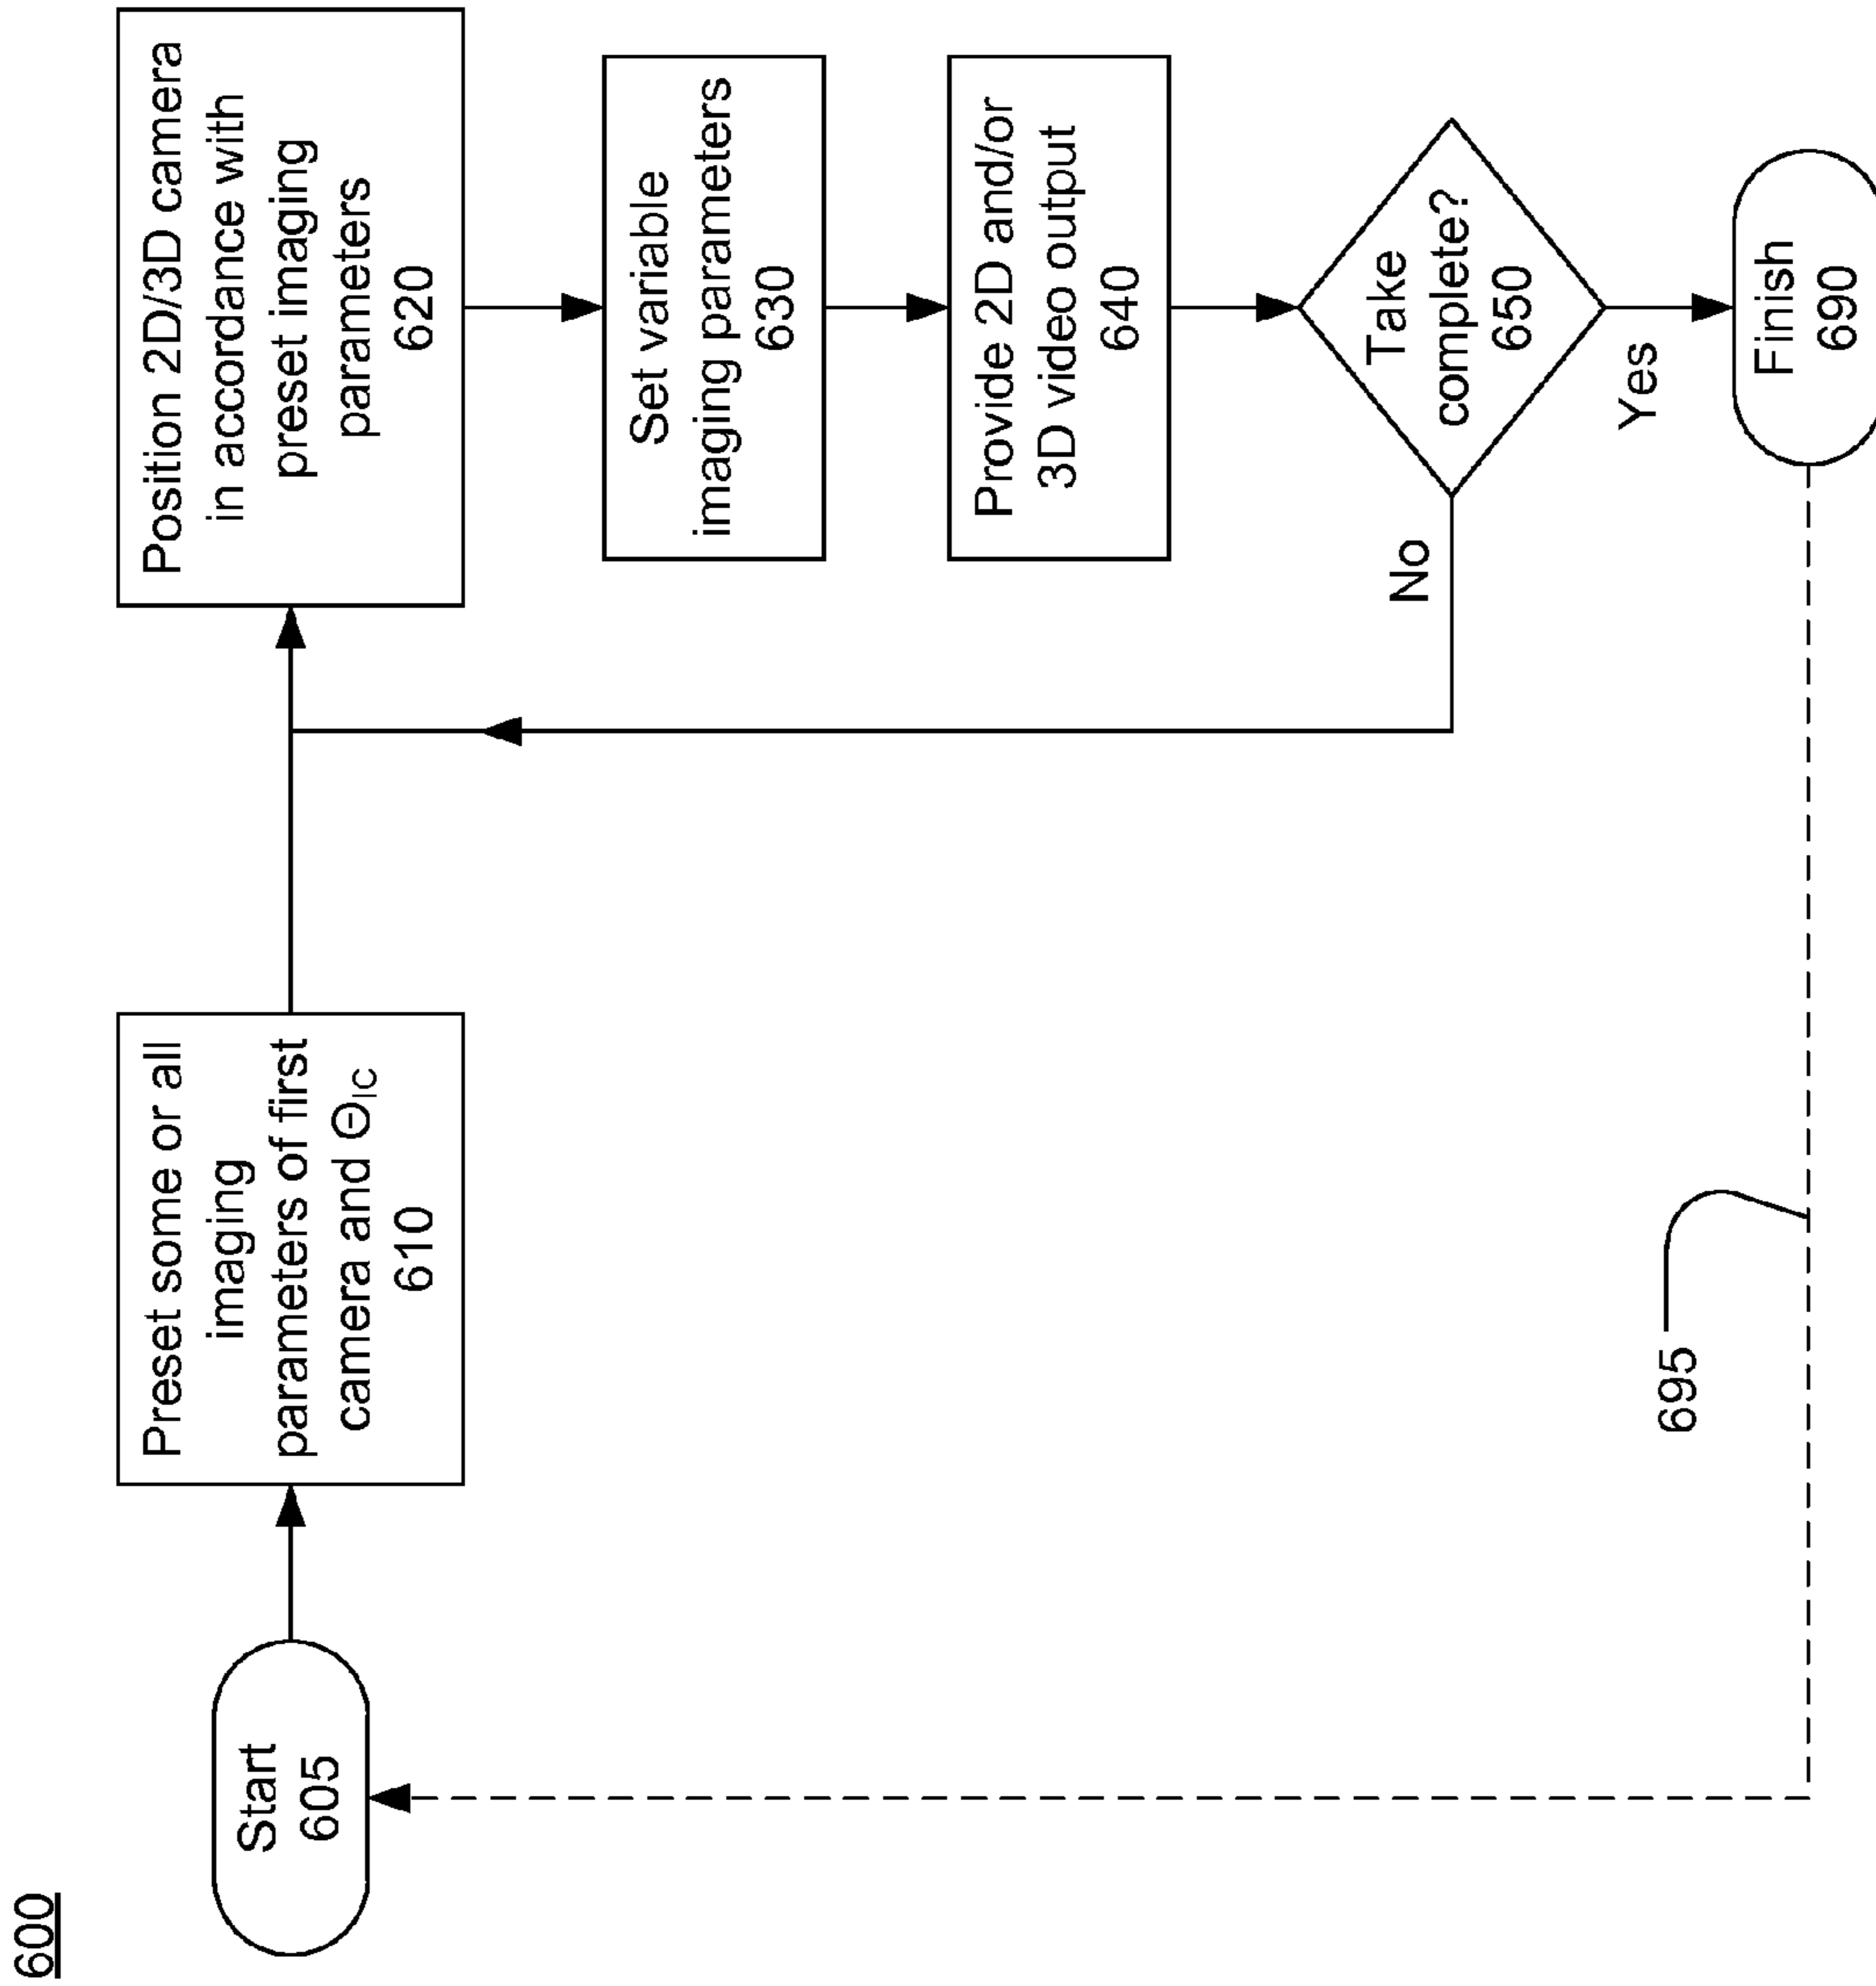 600
Start
605
Preset some or all
imaging
parameters of first
camera and ΘIC
610
Position 2D/3D camera
in accordance with
preset imaging
parameters
620
Set variable
imaging parameters
630
Provide 2D and/or
3D video output
640
Take
complete?
650
No
Yes
Finish
690
695